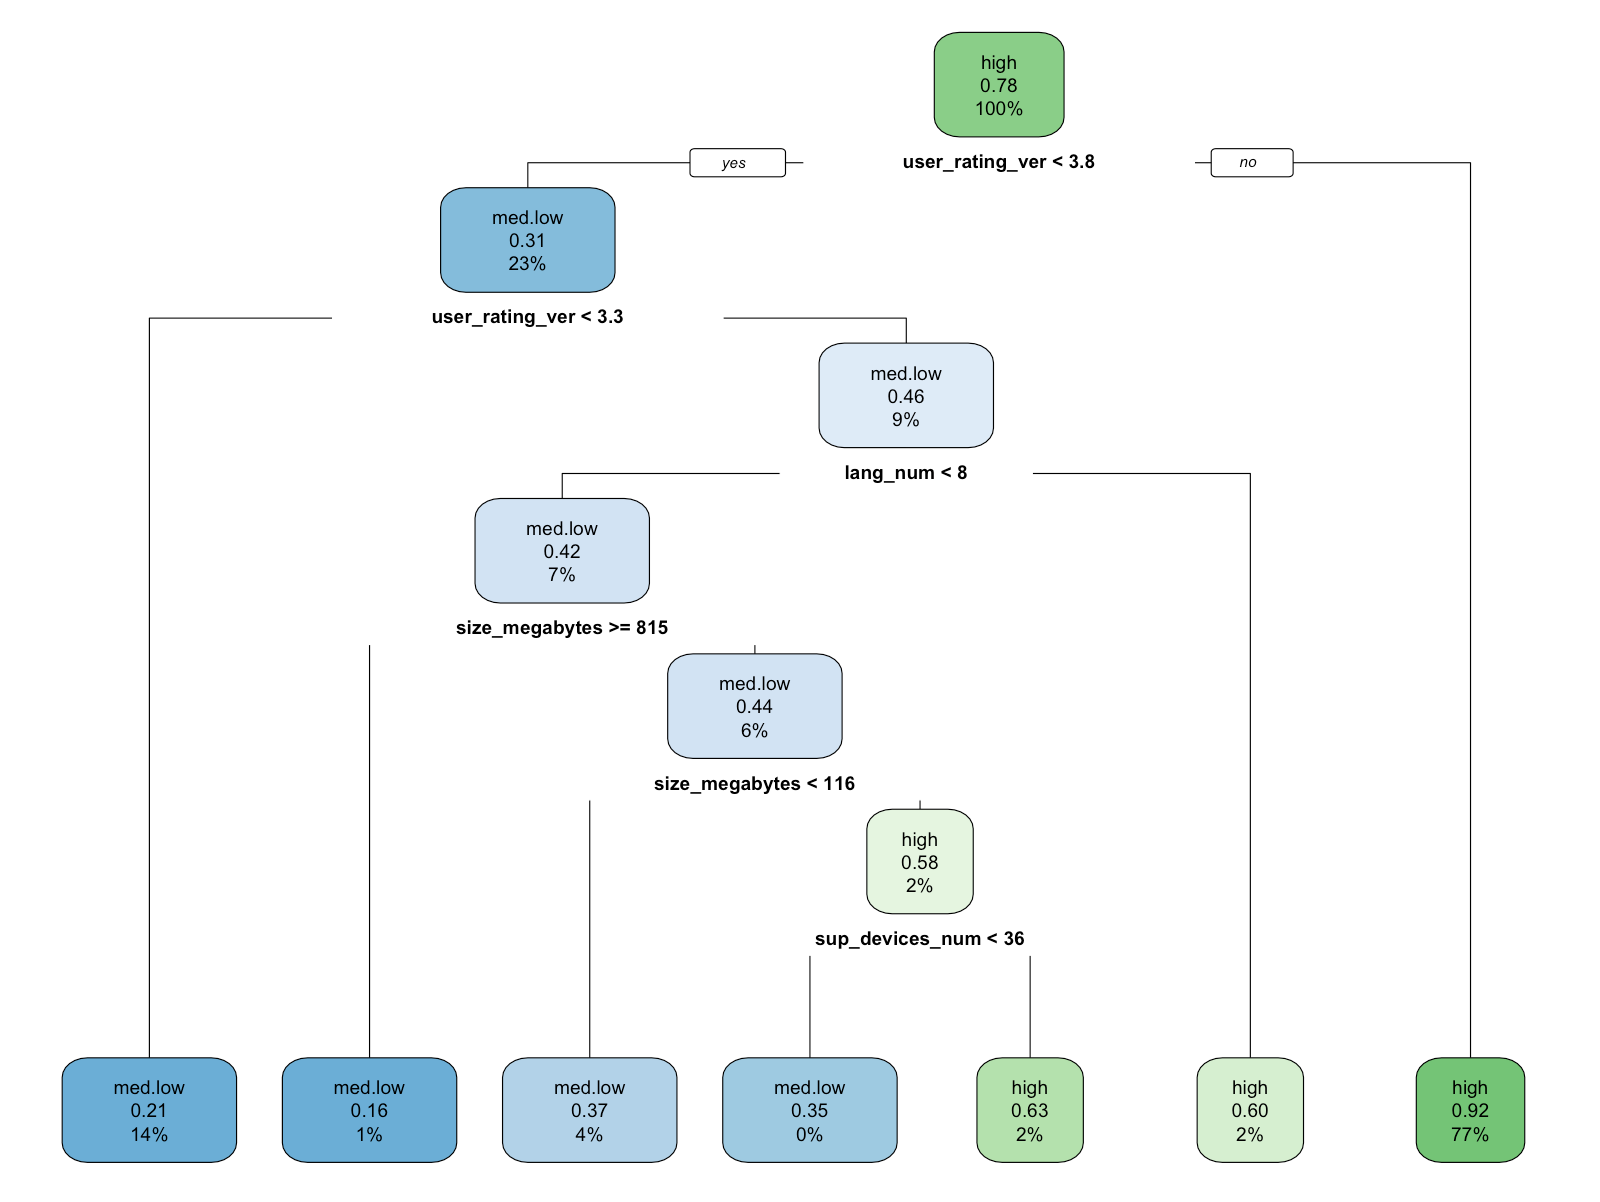 high
0.78
100%
yes
user_rating_ver < 3.8
no
med.low
0.31
23%
user_rating_ver < 3.3
med.low
0.46
9%
lang_num < 8
med.low
0.42
7%
size_megabytes >= 815
med.low
0.44
6%
size_megabytes < 116
high
0.58
2%
sup_devices_num < 36
med.low
0.21
14%
med.low
0.16
1%
med.low
0.37
4%
med.low
0.35
0%
high
0.63
2%
high
0.60
2%
high
0.92
77%